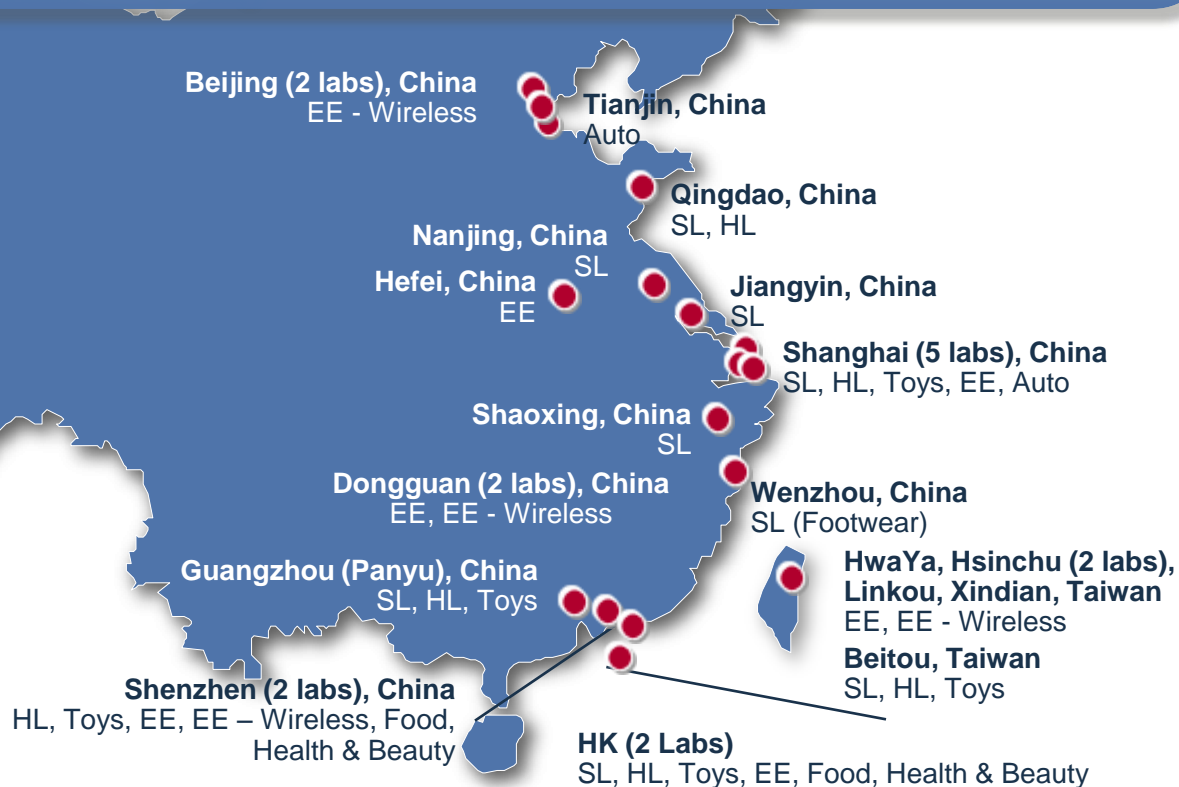 Beijing (2 labs), China
EE - Wireless
Tianjin, China
Auto
Qingdao, China
SL, HL
Nanjing, China
SL
Hefei, China
EE
Jiangyin, China
SL
Shanghai (5 labs), China
SL, HL, Toys, EE, Auto
Shaoxing, China
SL
Dongguan (2 labs), China
EE, EE - Wireless
Wenzhou, China
SL (Footwear)
HwaYa, Hsinchu (2 labs),
Linkou, Xindian, Taiwan
EE, EE - Wireless
Beitou, Taiwan
SL, HL, Toys
Guangzhou (Panyu), China
SL, HL, Toys
Shenzhen (2 labs), China
HL, Toys, EE, EE – Wireless, Food,
Health & Beauty
HK (2 Labs)
SL, HL, Toys, EE, Food, Health & Beauty